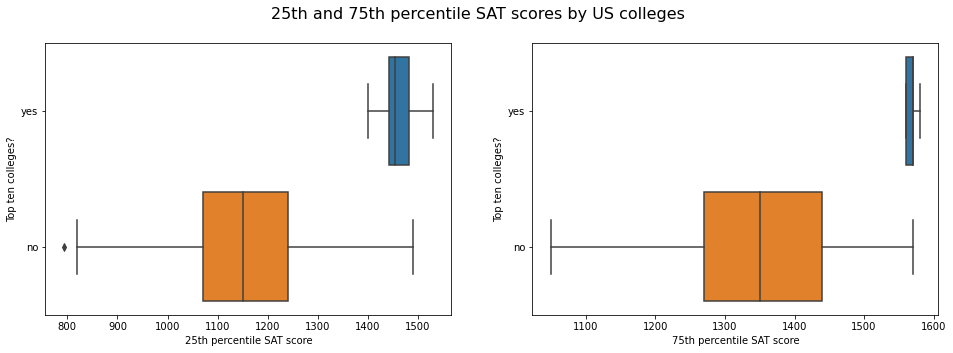 25th and 75th percentile SAT scores by US colleges
Top ten colleges?
yes
no
800 900 1000 1100 1200 1300 1400 1500
25th percentile SAT score
Top ten colleges?
yes
no
1100 1200 1300 1400 1500 1600
75th percentile SAT score